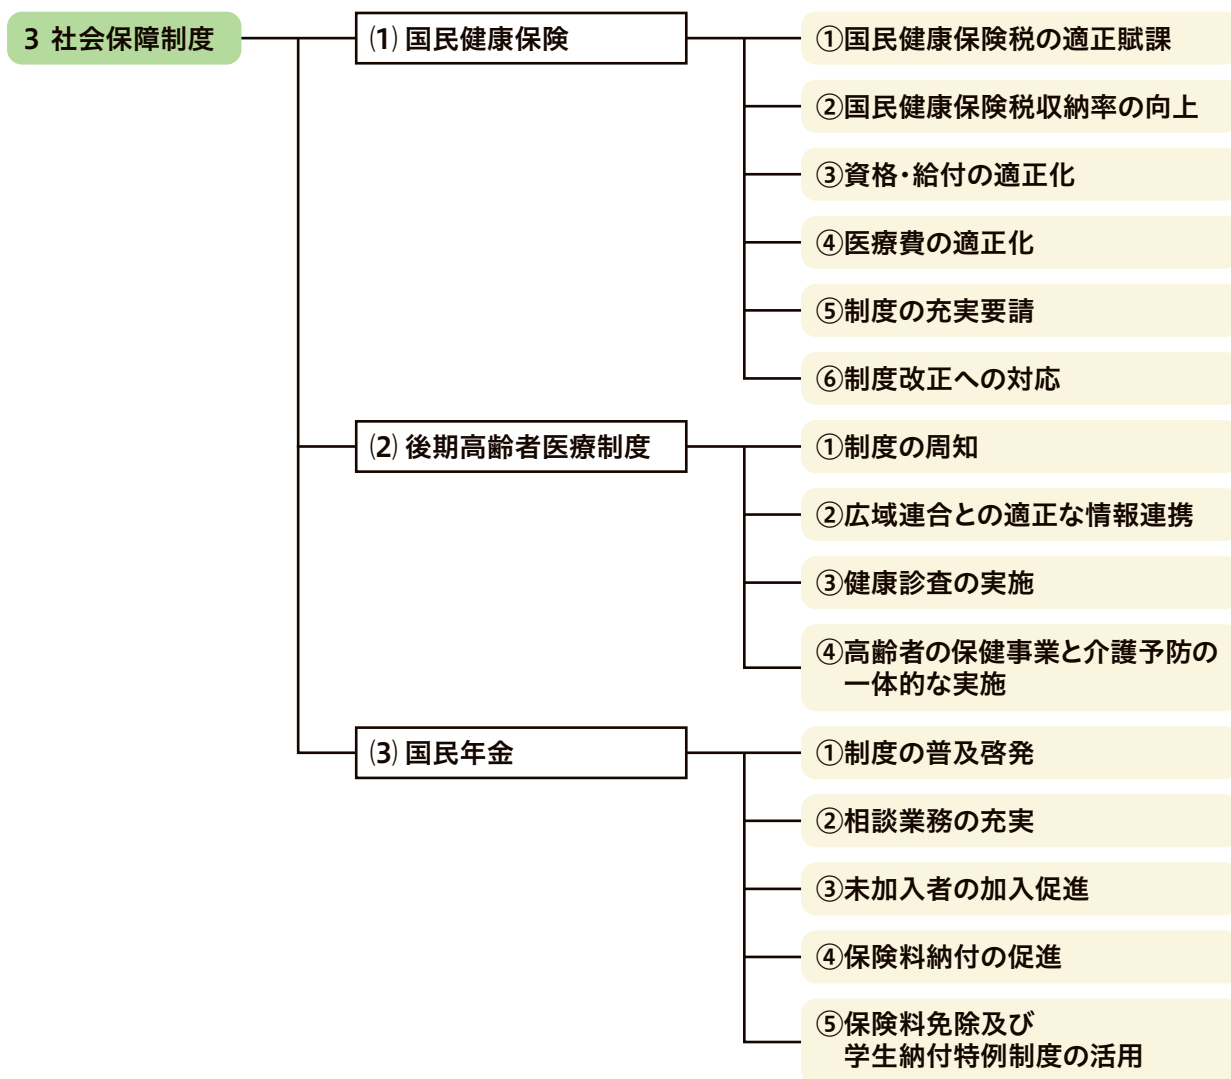 3 社会保障制度
⑴ 国民健康保険
①国民健康保険税の適正賦課
②国民健康保険税収納率の向上
③資格・給付の適正化
④医療費の適正化
⑤制度の充実要請
⑥制度改正への対応
⑵ 後期高齢者医療制度
①制度の周知
②広域連合との適正な情報連携
③健康診査の実施
④高齢者の保健事業と介護予防の
一体的な実施
⑶ 国民年金
①制度の普及啓発
②相談業務の充実
③未加入者の加入促進
④保険料納付の促進
⑤保険料免除及び
学生納付特例制度の活用